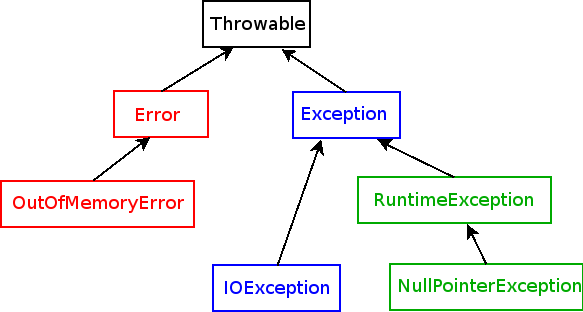 Throwable
Error
Exception
OutOfMemoryError
RuntimeException
IOException
NullPointerException